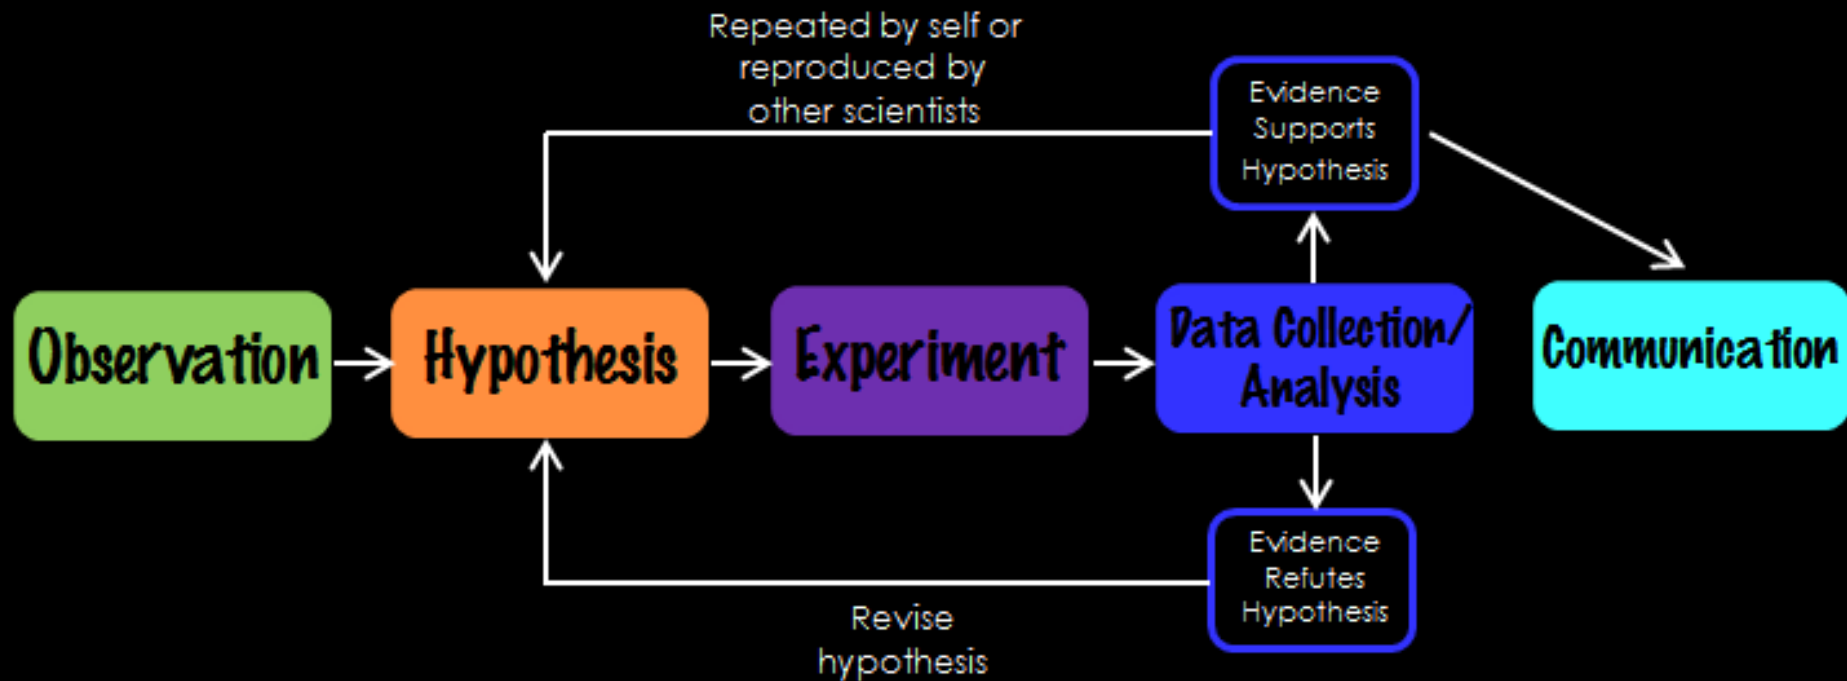 Repeated by self or
reproduced by
other scientists
Evidence
Supports
Hypothesis
Observation
Hypothesis
Experiment
Data Collection/
Analysis
Communication
Evidence
Refutes
Hypothesis
Revise
hypothesis